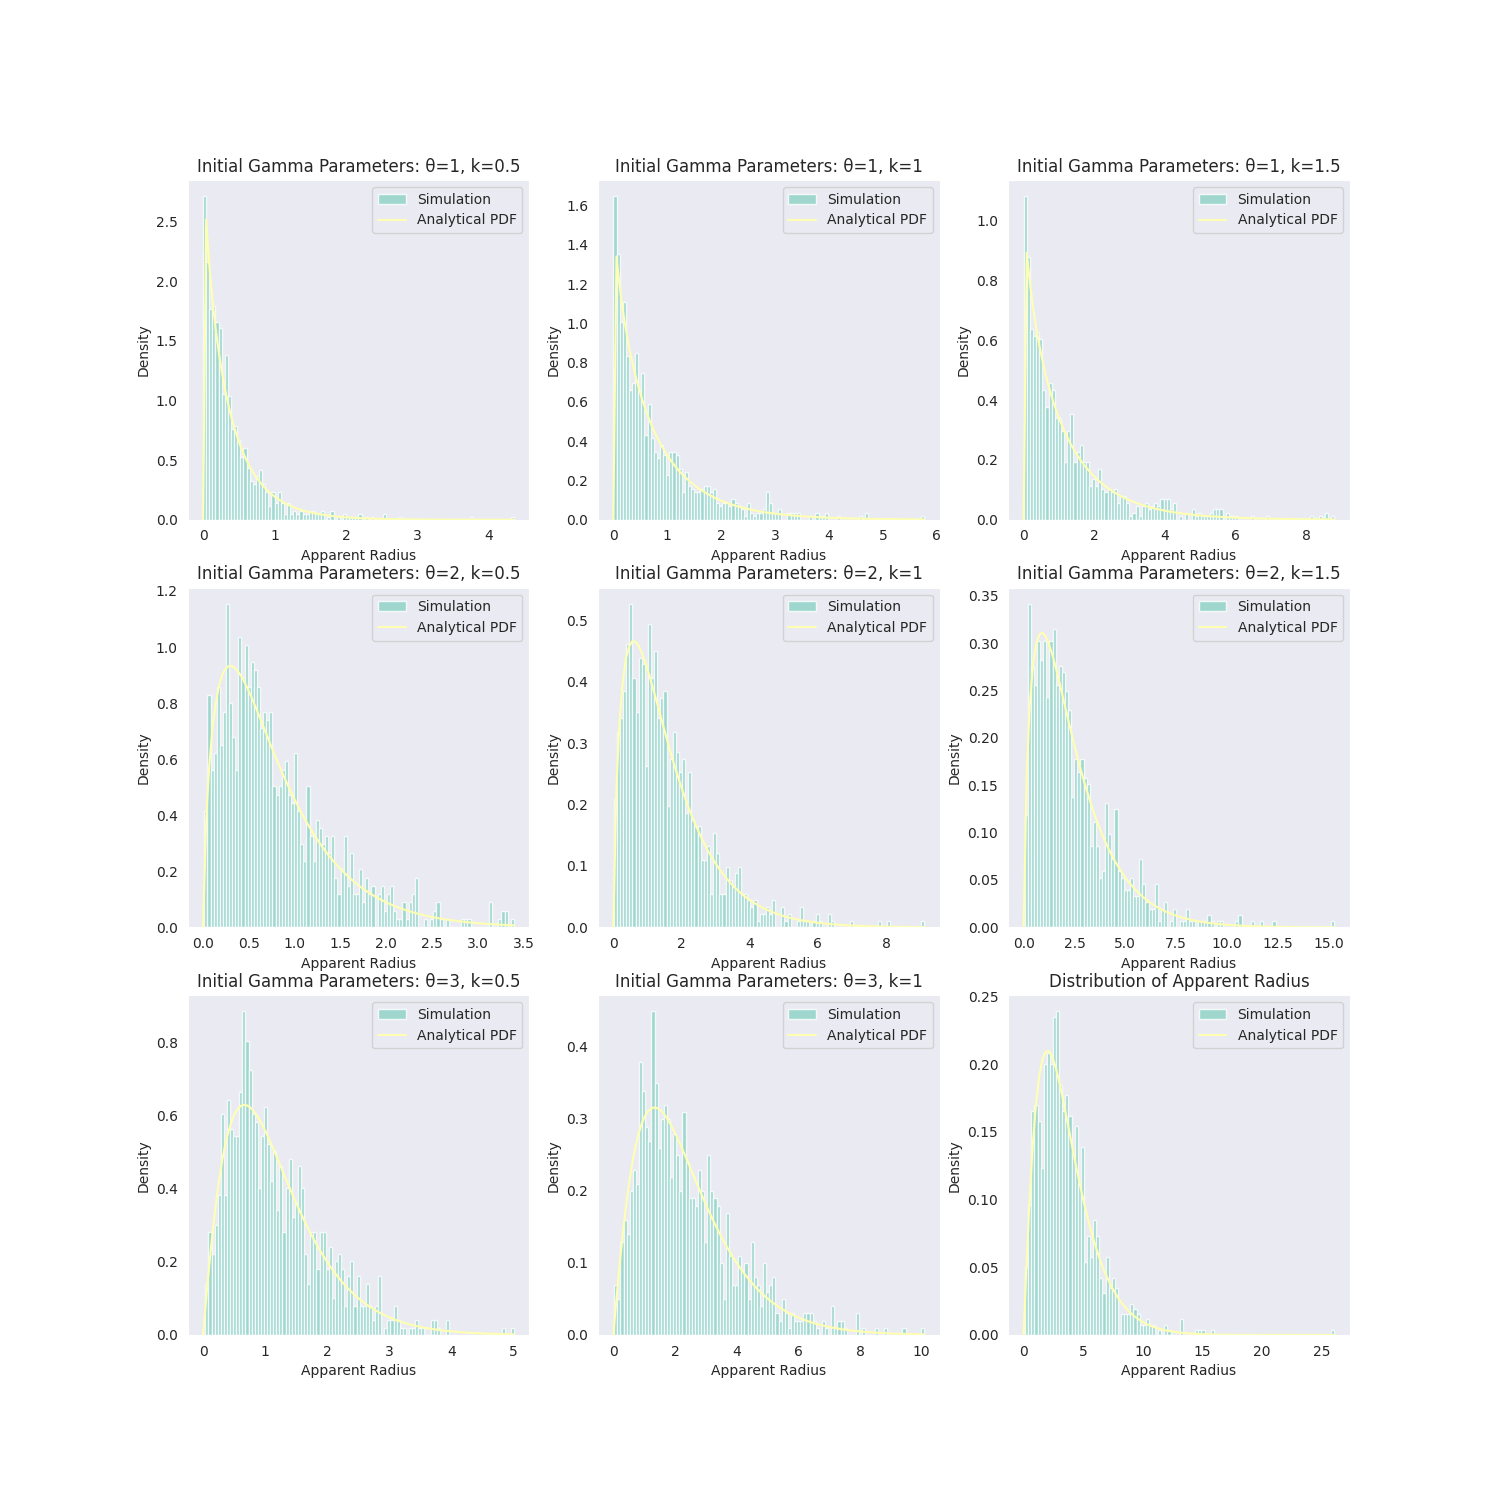 Initial Gamma Parameters: θ=1, k=0.5
Simulation
Analytical PDF
Density
2.5
2.0
1.5
1.0
0.5
0.0
0 1 2 3 4
Apparent Radius
Initial Gamma Parameters: θ=1, k=1
Simulation
Analytical PDF
Density
1.6
1.4
1.2
1.0
0.8
0.6
0.4
0.2
0.0
0 1 2 3 4 5 6
Apparent Radius
Initial Gamma Parameters: θ=1, k=1.5
Simulation
Analytical PDF
Density
1.0
0.8
0.6
0.4
0.2
0.0
0 2 4 6 8
Apparent Radius
Initial Gamma Parameters: θ=2, k=0.5
Simulation
Analytical PDF
Density
1.2
1.0
0.8
0.6
0.4
0.2
0.0
0.0 0.5 1.0 1.5 2.0 2.5 3.0 3.5
Apparent Radius
Initial Gamma Parameters: θ=2, k=1
Simulation
Analytical PDF
Density
0.5
0.4
0.3
0.2
0.1
0.0
0 2 4 6 8
Apparent Radius
Initial Gamma Parameters: θ=2, k=1.5
Simulation
Analytical PDF
Density
0.35
0.30
0.25
0.20
0.15
0.10
0.05
0.00
0.0 2.5 5.0 7.5 10.0 12.5 15.0
Apparent Radius
Initial Gamma Parameters: θ=3, k=0.5
Simulation
Analytical PDF
Density
0.8
0.6
0.4
0.2
0.0
0 1 2 3 4 5
Apparent Radius
Initial Gamma Parameters: θ=3, k=1
Simulation
Analytical PDF
Density
0.4
0.3
0.2
0.1
0.0
0 2 4 6 8 10
Apparent Radius
Distribution of Apparent Radius
Simulation
Analytical PDF
Density
0.25
0.20
0.15
0.10
0.05
0.00
0 5 10 15 20 25
Apparent Radius